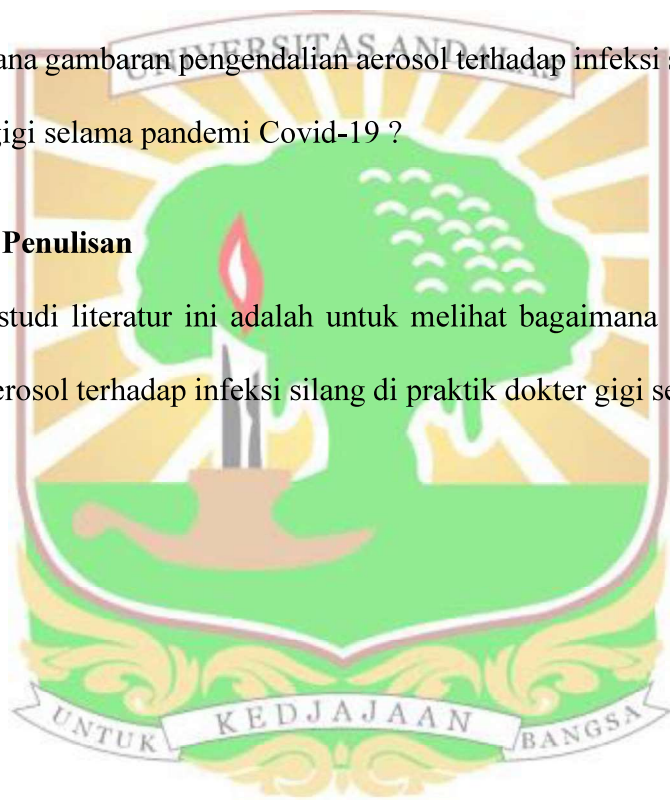 UNIVERSITAS ANDALAS
ana gambaran pengendalian aerosol terhadap infeksi
gigi selama pandemi Covid-19 ?
Penulisan
studi literatur ini adalah untuk melihat bagaimana
erosol terhadap infeksi silang di praktik dokter gigi se
UNTUK KEDJAJAAN BANGSA